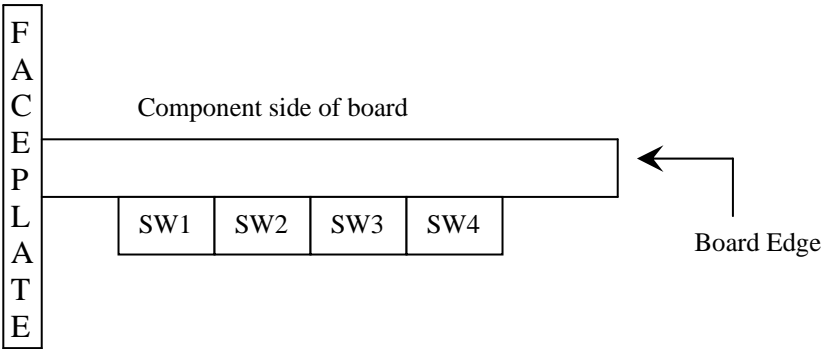 FACEPLATE
Component side of board
SW1 SW2 SW3 SW4
Board Edge